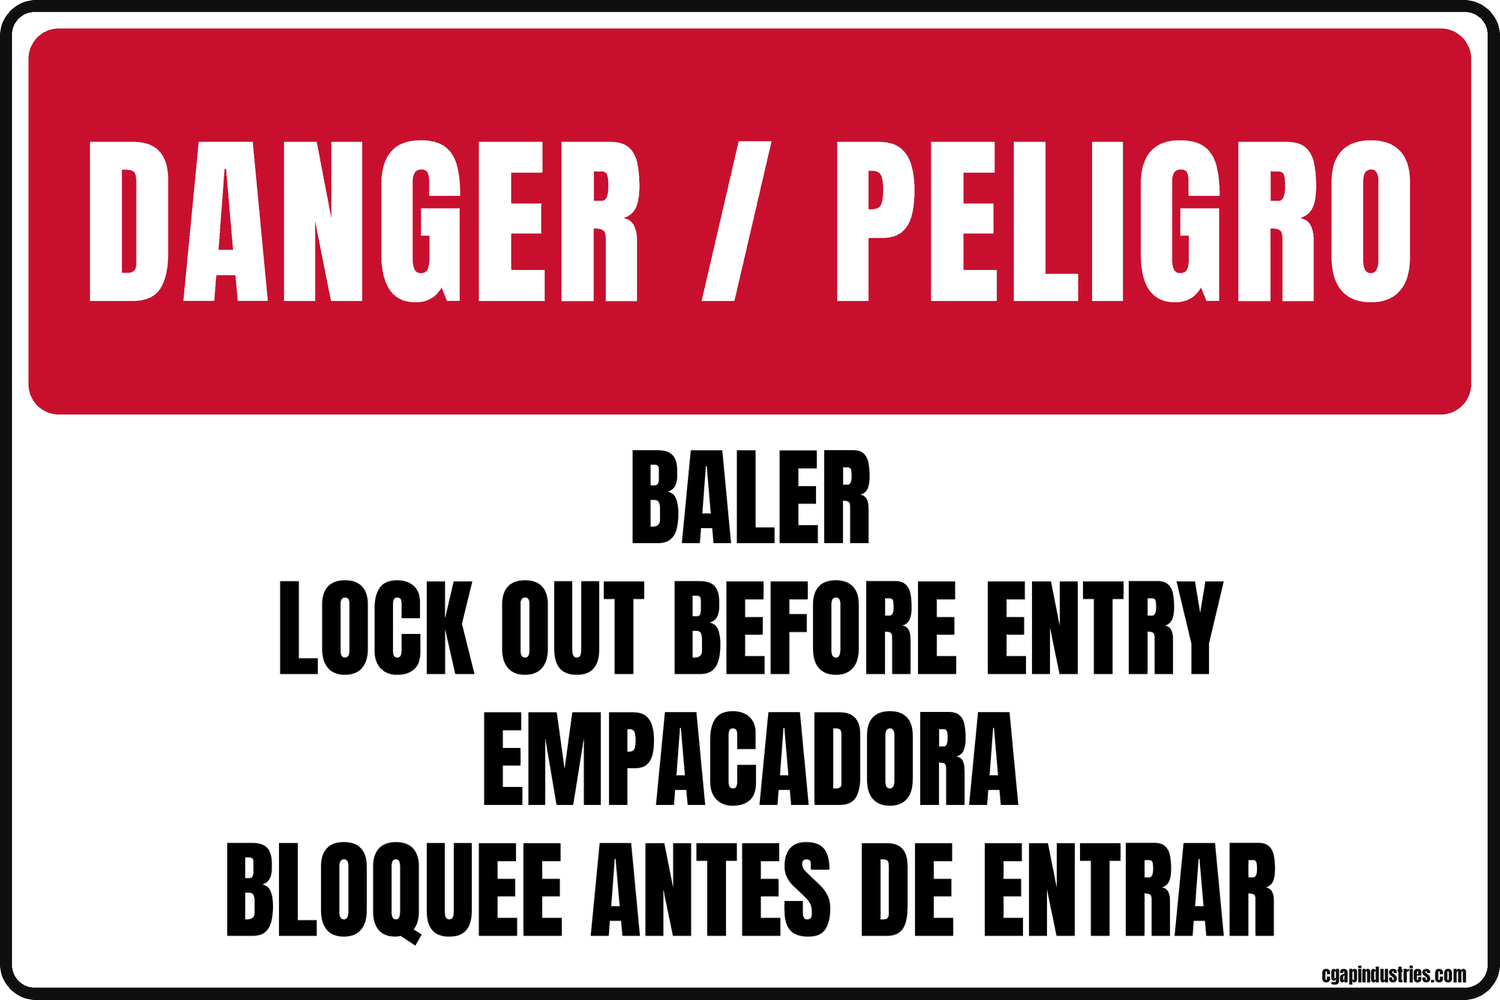 DANGER / PELIGRO
BALER
LOCK OUT BEFORE ENTRY
EMPACADORA
BLOQUEE ANTES DE ENTRAR
cgapindustries.com